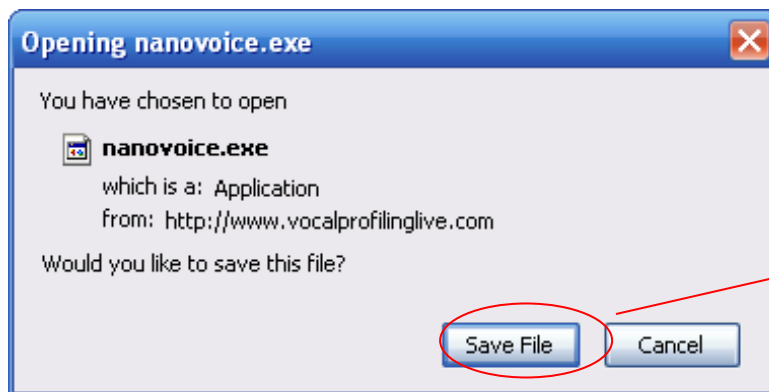 Opening nanovoice.exe
You have chosen to open
nanovoice.exe
which is a: Application
from: http://www.vocalprofilinglive.com
Would you like to save this file?
Save File Cancel